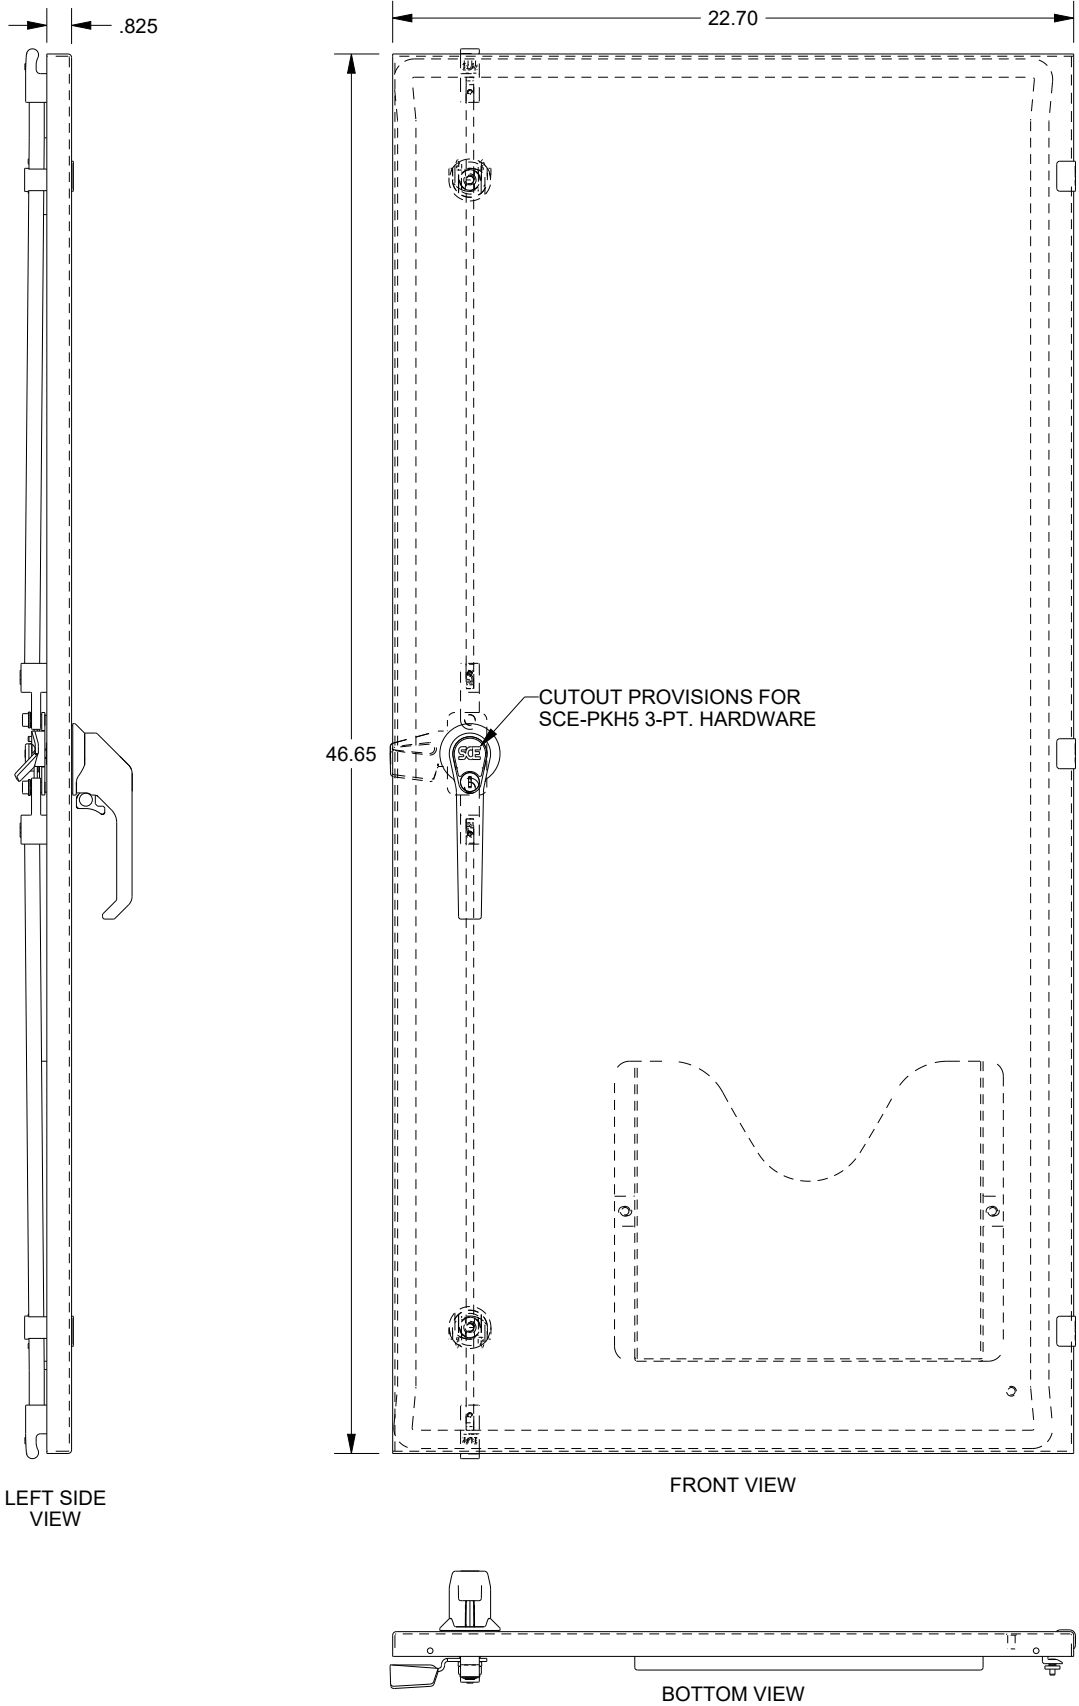 .825
22.70
CUTOUT PROVISIONS FOR
SCE-PKH5 3-PT. HARDWARE
SCE
46.65
FRONT VIEW
LEFT SIDE
VIEW
BOTTOM VIEW